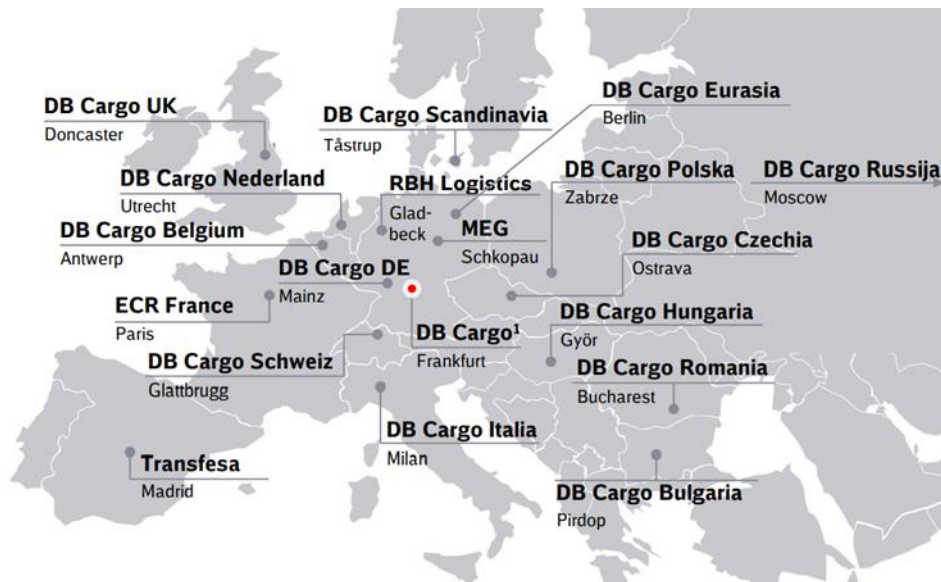 DB Cargo UK
Doncaster
DB Cargo Scandinavia
Tåstrup
DB Cargo Eurasia
Berlin
DB Cargo Nederland
Utrecht
RBH Logistics
Glad-
beck
DB Cargo Polska
Zabrze
DB Cargo Russija
Moscow
DB Cargo Belgium
Antwerp
MEG
Schkopau
DB Cargo Czechia
Ostrava
DB Cargo DE
Mainz
ECR France
Paris
DB Cargo¹
Frankfurt
DB Cargo Hungaria
Györ
DB Cargo Schweiz
Glattbrugg
DB Cargo Romania
Bucharest
DB Cargo Italia
Milan
Transfesa
Madrid
DB Cargo Bulgaria
Pirdop